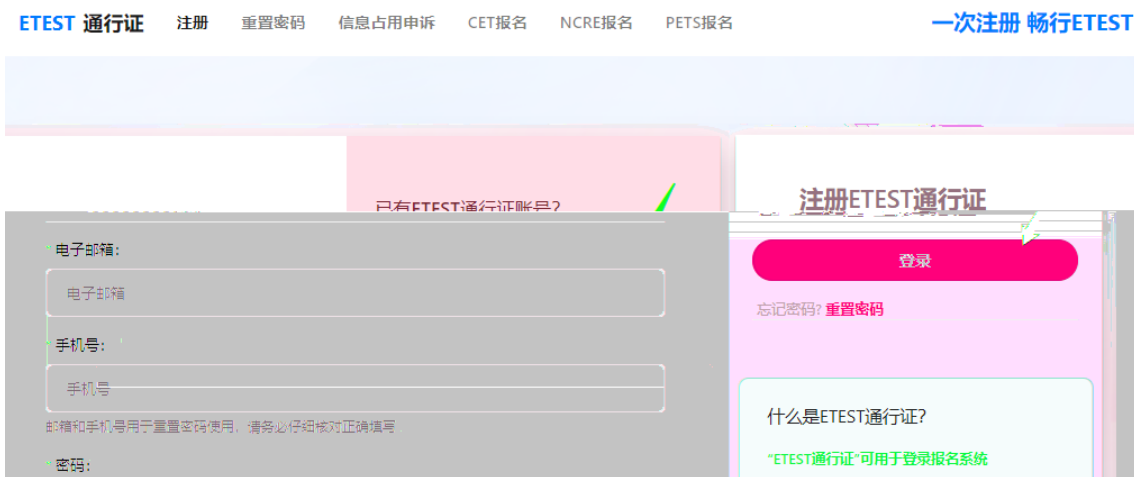 ETEST 通行证 注册 重置密码 信息占用申诉 CET报名 NCRE报名 PETS报名 一次注册 畅行ETEST
已有ETEST通行证账号?
注册ETEST通行证
* 电子邮箱:
电子邮箱
* 手机号:
手机号
邮箱和手机号用于重置密码使用，请务必仔细核对正确填写
* 密码:
登录
忘记密码? 重置密码
什么是ETEST通行证?
“ETEST通行证”可用于登录报名系统